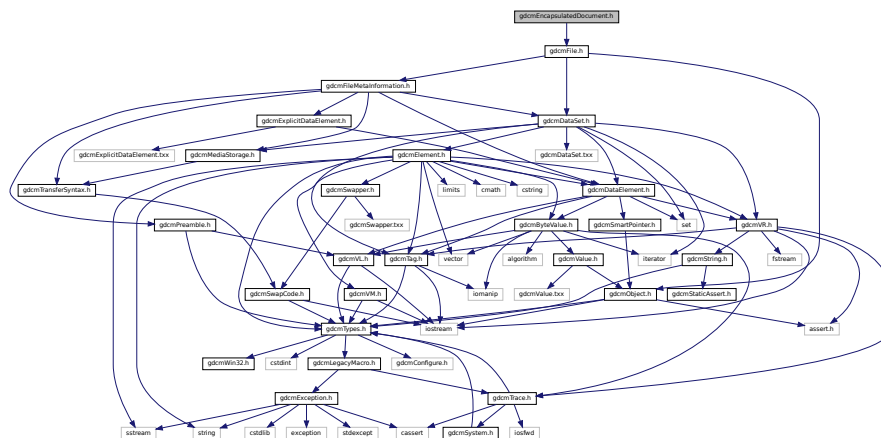 gdcmEncapsulatedDocument.h
gdcmFile.h
gdcmFileMetaInformation.h
gdcmExplicitDataElement.h
gdcmDataSet.h
gdcmExplicitDataElement.txx
gdcmMediaStorage.h
gdcmElement.h
gdcmDataSet.txx
gdcmTransferSyntax.h
gdcmSwapper.h
limits
cmath
cstring
gdcmDataElement.h
gdcmPreamble.h
gdcmSwapper.txx
gdcmByteValue.h
gdcmSmartPointer.h
set
gdcmVR.h
gdcmVL.h
gdcmTag.h
vector
algorithm
gdcmValue.h
iterator
gdcmString.h
fstream
gdcmSwapCode.h
gdcmVM.h
iomanip
gdcmValue.txx
gdcmObject.h
gdcmStaticAssert.h
gdcmTypes.h
iostream
assert.h
gdcmWin32.h
cstdint
gdcmLegacyMacro.h
gdcmConfigure.h
gdcmException.h
gdcmTrace.h
sstream
string
cstdlib
exception
stdexcept
cassert
gdcmSystem.h
iosfwd